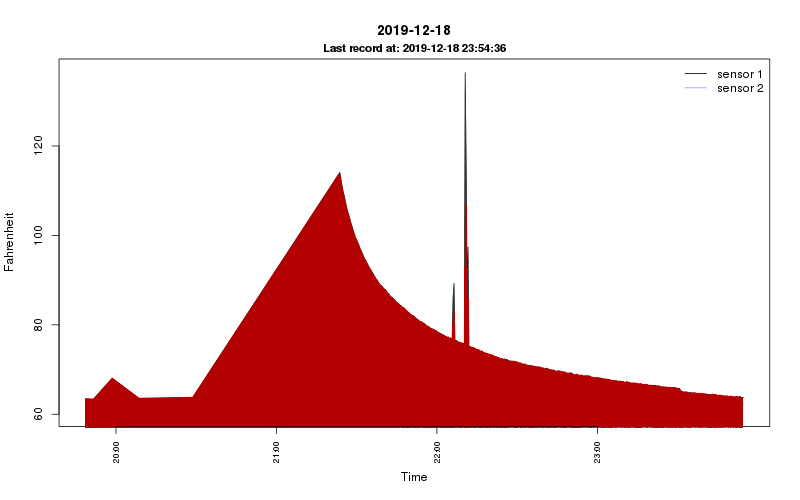 2019-12-18
Last record at: 2019-12-18 23:54:36
sensor 1
sensor 2
Fahrenheit
120
100
80
60
20:00
21:00
22:00
23:00
Time